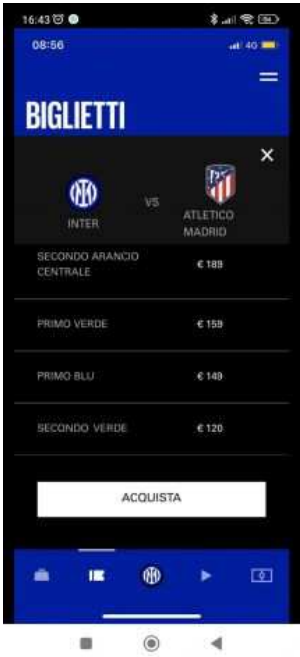 16:43
54
08:56
4G
BIGLIETTI
VS
INTER
ATLETICO
MADRID
SECONDO ARANCIO
CENTRALE
€ 189
PRIMO VERDE
€ 159
PRIMO BLU
€ 149
SECONDO VERDE
€ 120
ACQUISTA